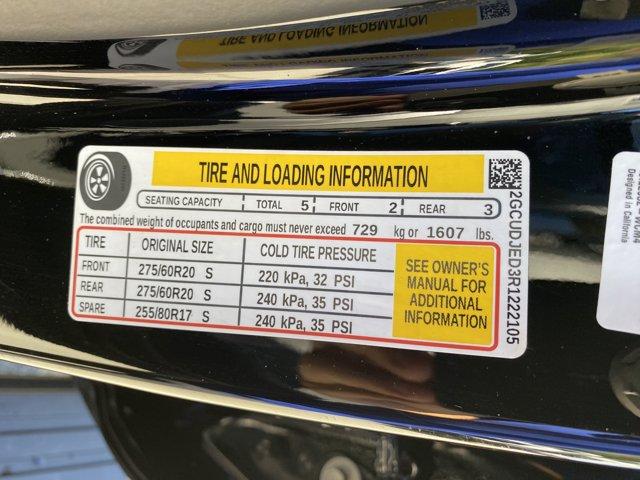 TIRE AND LOADING INFORMATION
TIRE AND LOADING INFORMATION
SEATING CAPACITY TOTAL 5 FRONT 2 REAR 3
The combined weight of occupants and cargo must never exceed 729 kg or 1607 lbs.
TIRE ORIGINAL SIZE COLD TIRE PRESSURE
FRONT 275/60R20 S 220 kPa, 32 PSI
REAR 275/60R20 S 240 kPa, 35 PSI
SPARE 255/80R17 S 240 kPa, 35 PSI
SEE OWNER'S
MANUAL FOR
ADDITIONAL
INFORMATION
2GCUDJED3R1222105
Designed in California